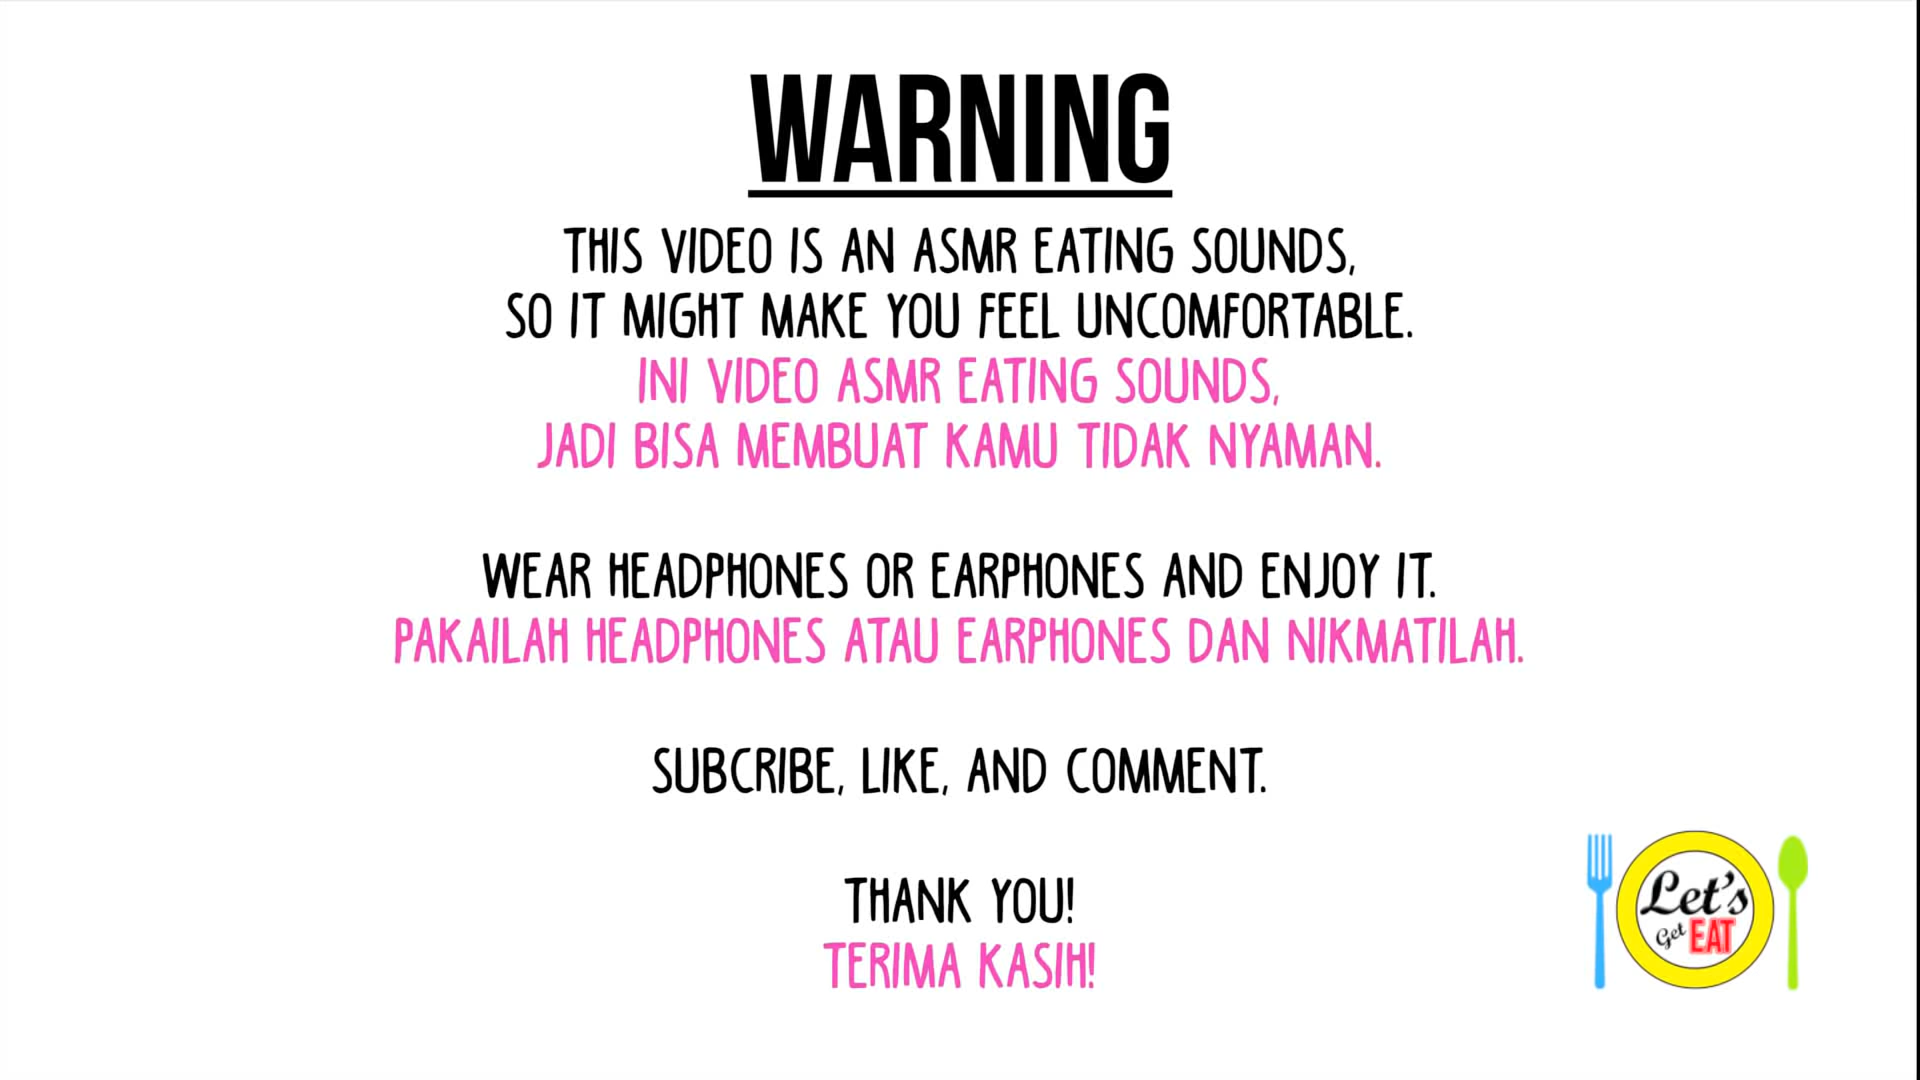 WARNING
THIS VIDEO IS AN ASMR EATING SOUNDS,
SO IT MIGHT MAKE YOU FEEL UNCOMFORTABLE.
INI VIDEO ASMR EATING SOUNDS,
JADI BISA MEMBUAT KAMU TIDAK NYAMAN.
WEAR HEADPHONES OR EARPHONES AND ENJOY IT.
PAKAILAH HEADPHONES ATAU EARPHONES DAN NIKMATILAH.
SUBCRIBE, LIKE, AND COMMENT.
THANK YOU!
TERIMA KASIH!
Let's
Get EAT